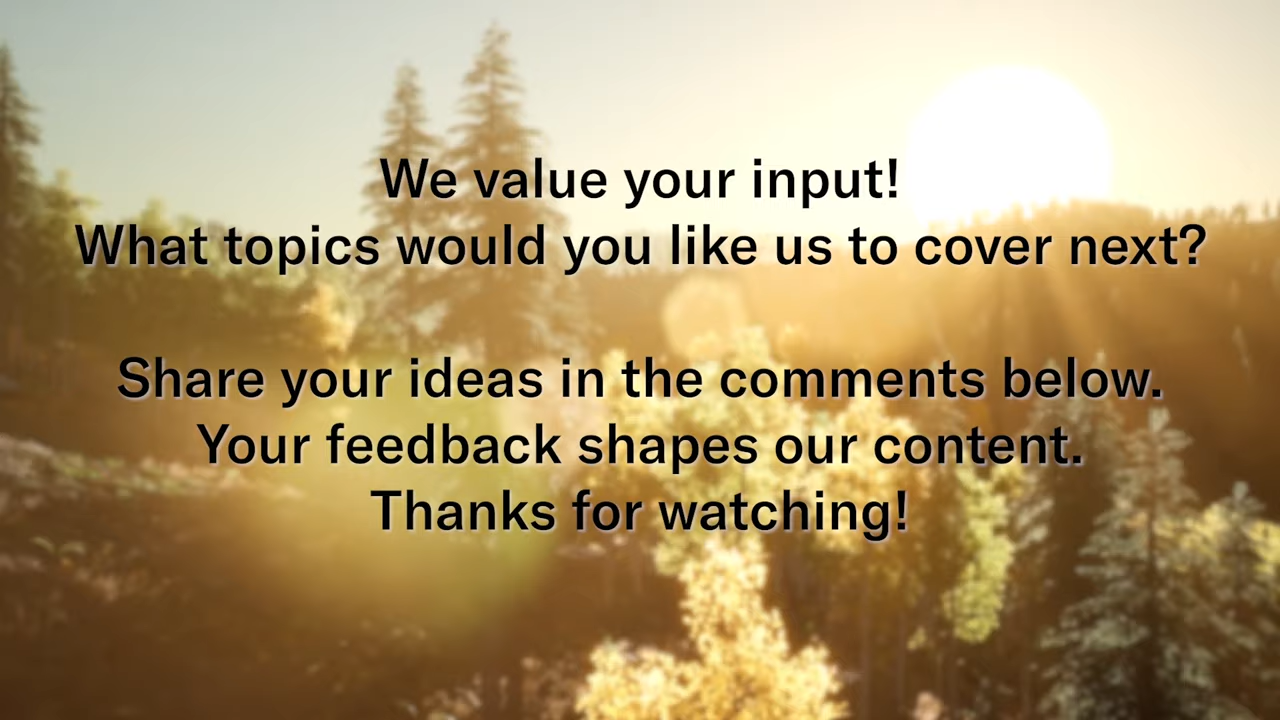 We value your input!
What topics would you like us to cover next?
Share your ideas in the comments below.
Your feedback shapes our content.
Thanks for watching!